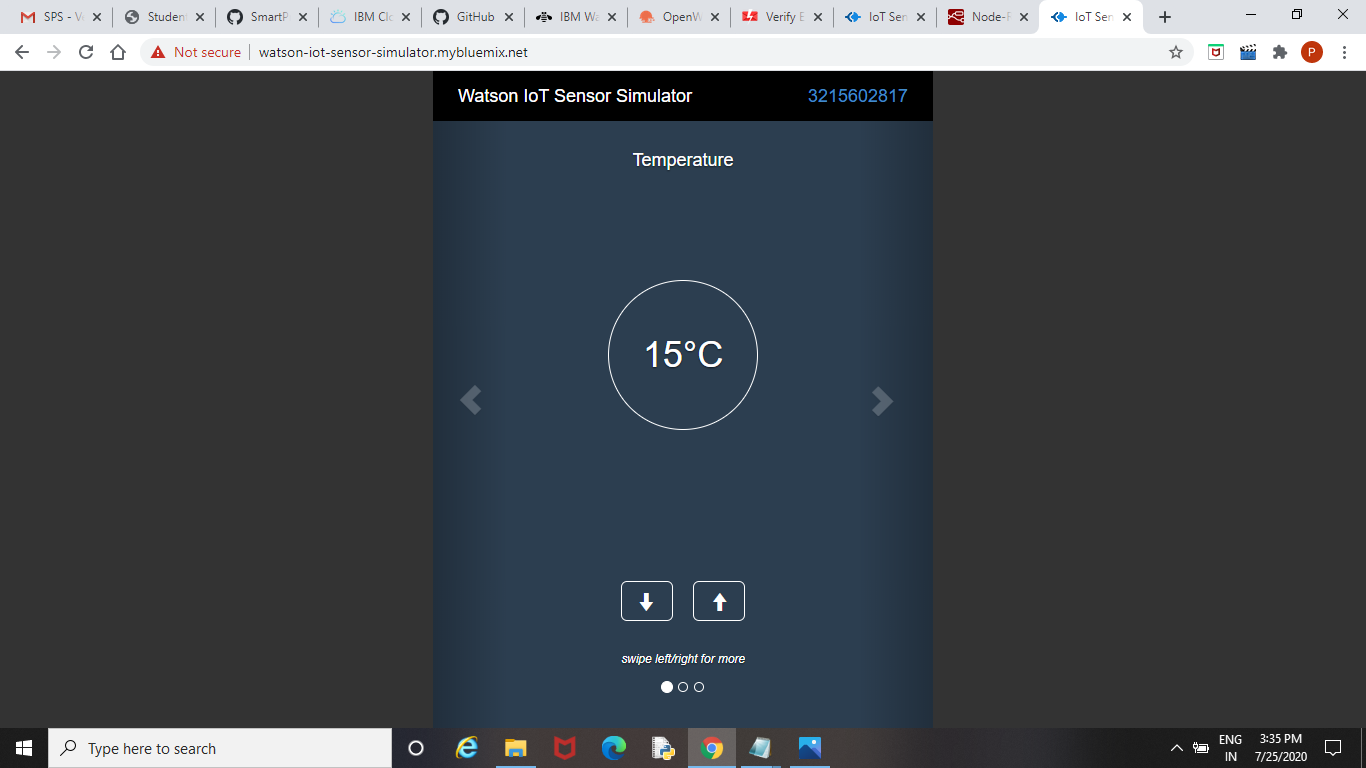 SPS - V
Student
SmartP
IBM Clo
GitHub
IBM Wa
OpenW
Verify E
IoT Sen
Node-R
IoT Sen
Not secure
watson-iot-sensor-simulator.mybluemix.net
P
Watson IoT Sensor Simulator
3215602817
Temperature
15°C
swipe left/right for more
Type here to search
ENG
IN
3:35 PM
7/25/2020